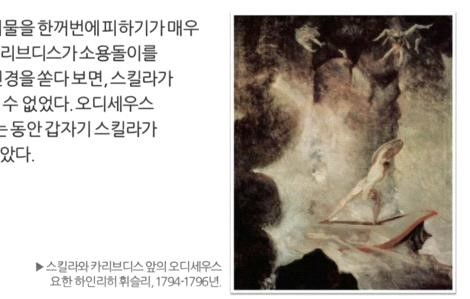 물을 한꺼번에 피하기가 매우
리브디스가 소용돌이를
경을 쏟다 보면, 스킬라가
수 없었다. 오디세우스
는 동안 갑자기 스킬라가
았다.
▶ 스킬라와 카리브디스 앞의 오디세우스
요한 하인리히 휘슬리, 1794-1796년.